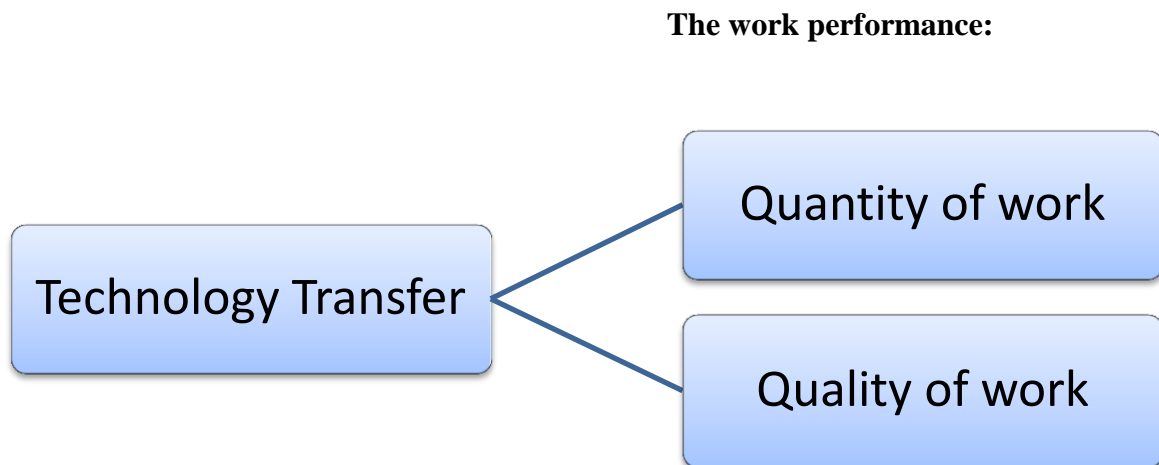 The work performance:
Quantity of work
Technology Transfer
Quality of work